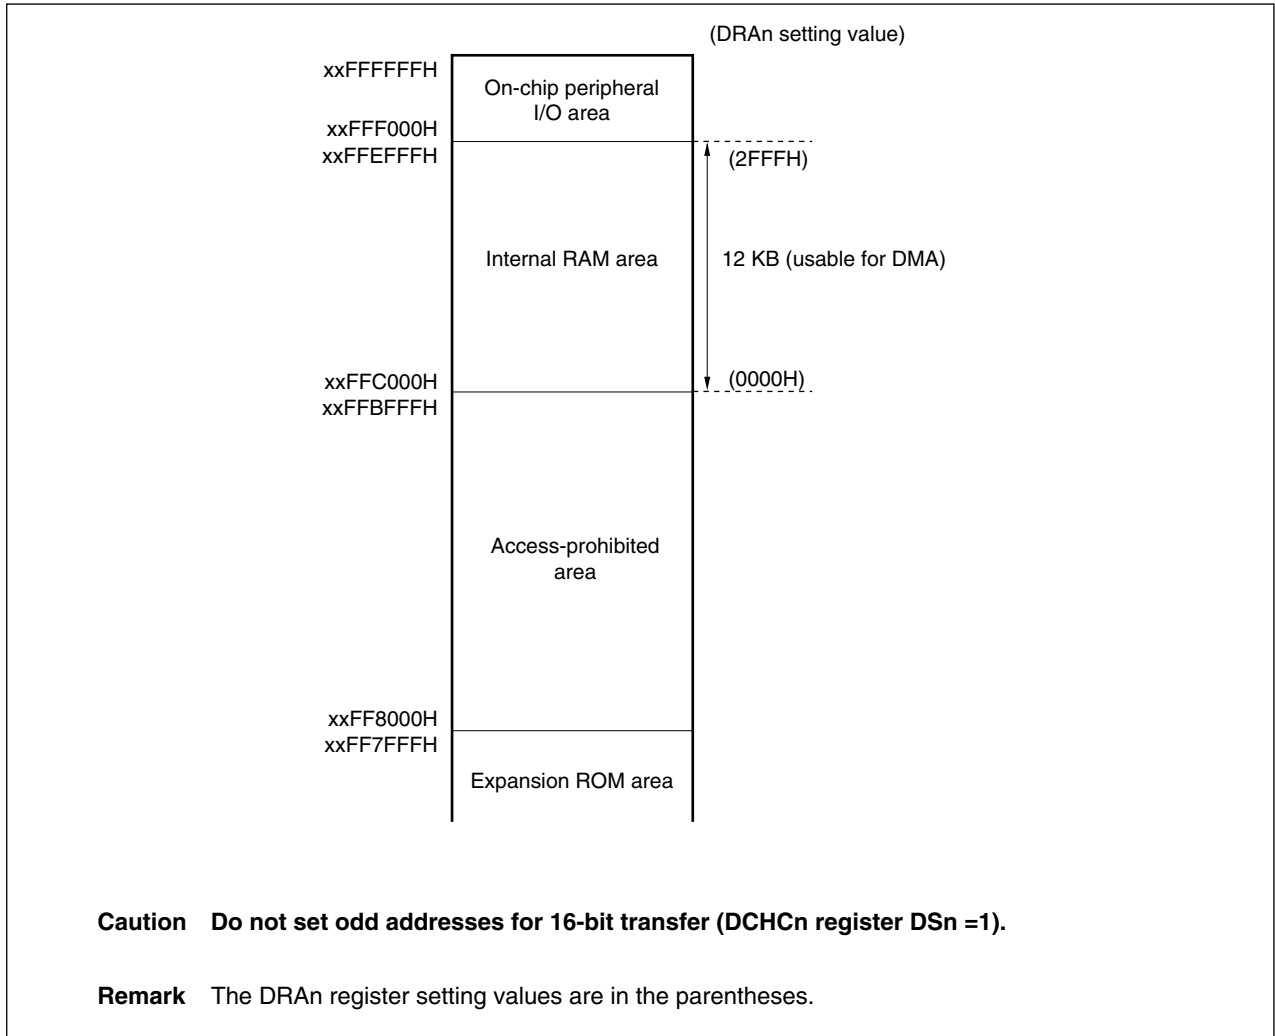 (DRAn setting value)
xxFFFFFFH
On-chip peripheral
I/O area
xxFFF000H
xxFFEFFFH
(2FFFH)
Internal RAM area
12 KB (usable for DMA)
xxFFC000H
(0000H)
xxFFBFFFH
Access-prohibited
area
xxFF8000H
xxFF7FFFH
Expansion ROM area
Caution Do not set odd addresses for 16-bit transfer (DCHCn register DSn =1).
Remark The DRAn register setting values are in the parentheses.